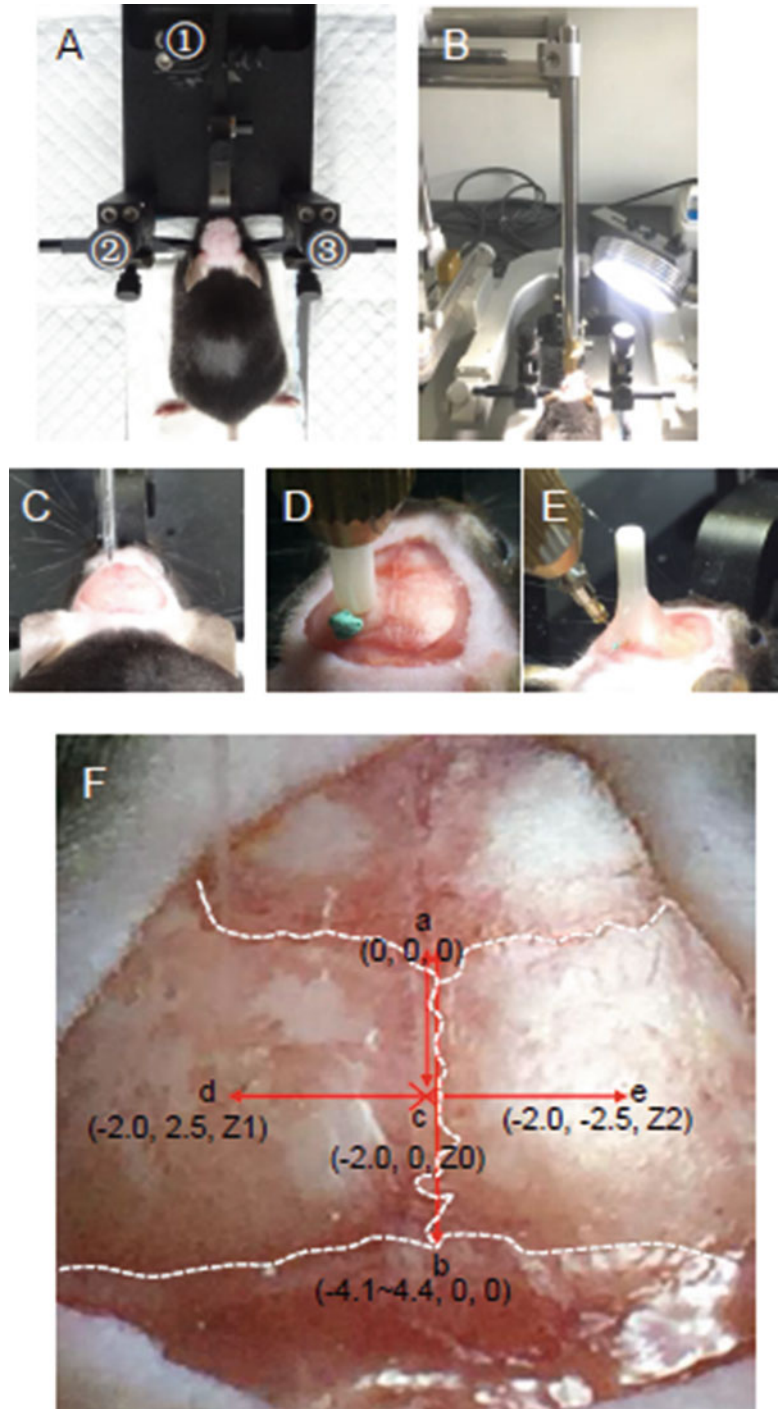 A
①
B
②
③
C
D
E
F
a
(0, 0, 0)
d
e
c
(-2.0, 2.5, Z1)
(-2.0, -2.5, Z2)
(-2.0, 0, Z0)
b
(-4.1~4.4, 0, 0)